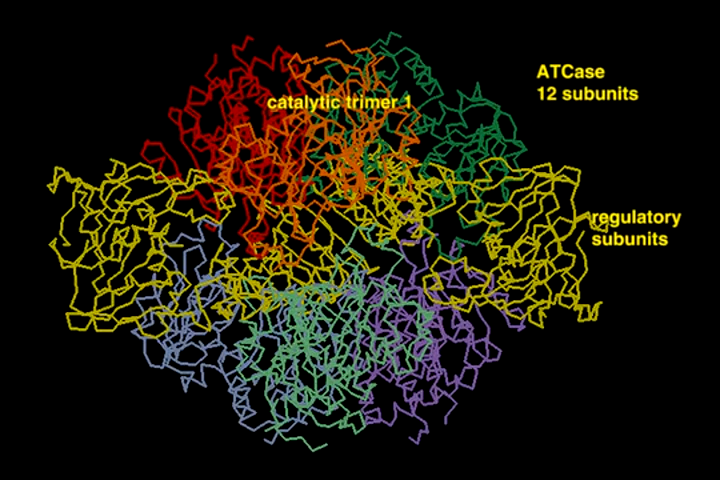 ATCase
12 subunits
catalytic trimer 1
regulatory
subunits